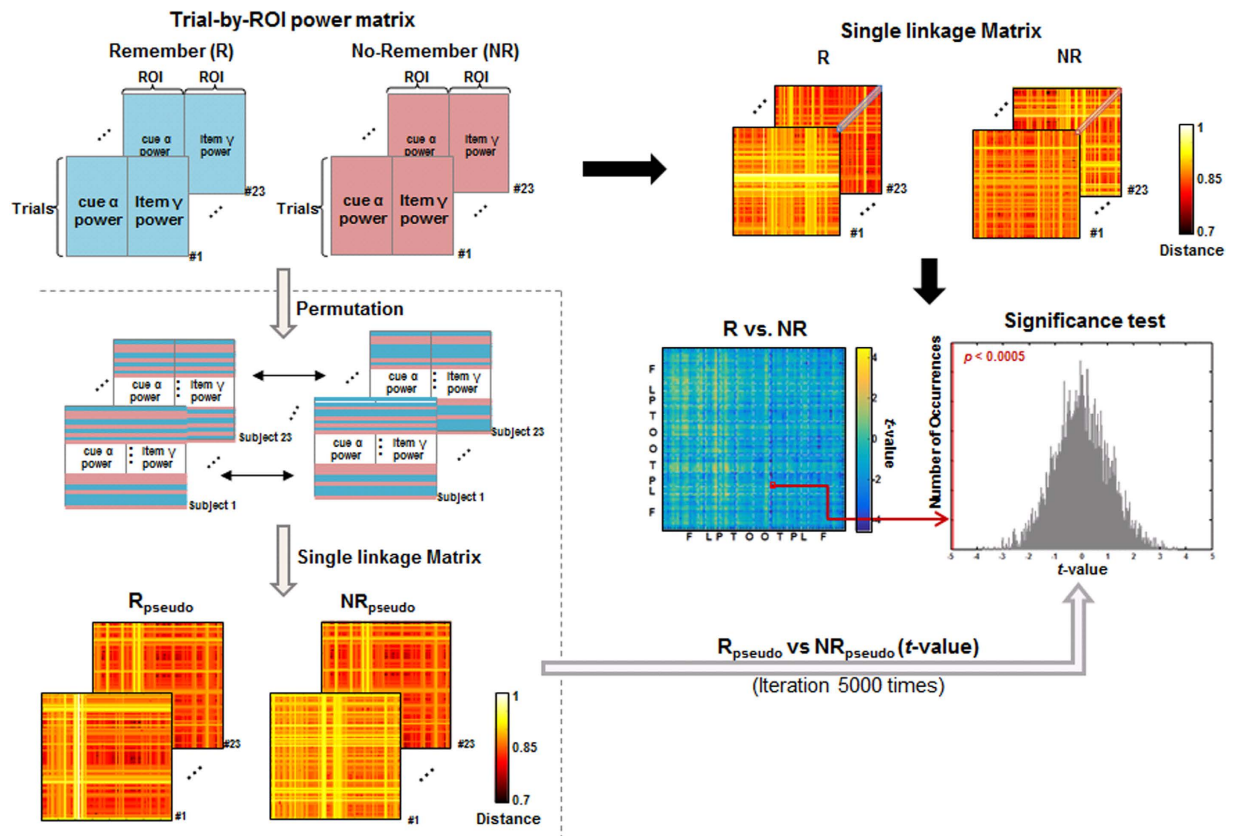 Trial-by-ROI power matrix
Remember (R)
No-Remember (NR)
ROI ROI
ROI ROI
cue α power
Item γ power
cue α power
Item γ power
#23
#23
Trials
cue α power
Item γ power
Trials
cue α power
Item γ power
#1
#1
Single linkage Matrix
R
NR
#23
#23
#1
#1
1
0.85
0.7
Distance
Permutation
cue α power
Item γ power
cue α power
Item γ power
Subject 23
Subject 23
cue α power
Item γ power
cue α power
Item γ power
Subject 1
Subject 1
R vs. NR
F
L
P
T
O
O
T
P
L
F
F L P T O O T P L F
4
2
0
-2
-4
t-value
Significance test
p < 0.0005
Number of Occurrences
-5 -4 -3 -2 -1 0 1 2 3 4 5
t-value
Single linkage Matrix
Rpseudo
NRpseudo
#23
#23
#1
#1
1
0.85
0.7
Distance
Rpseudo vs NRpseudo (t-value)
(Iteration 5000 times)